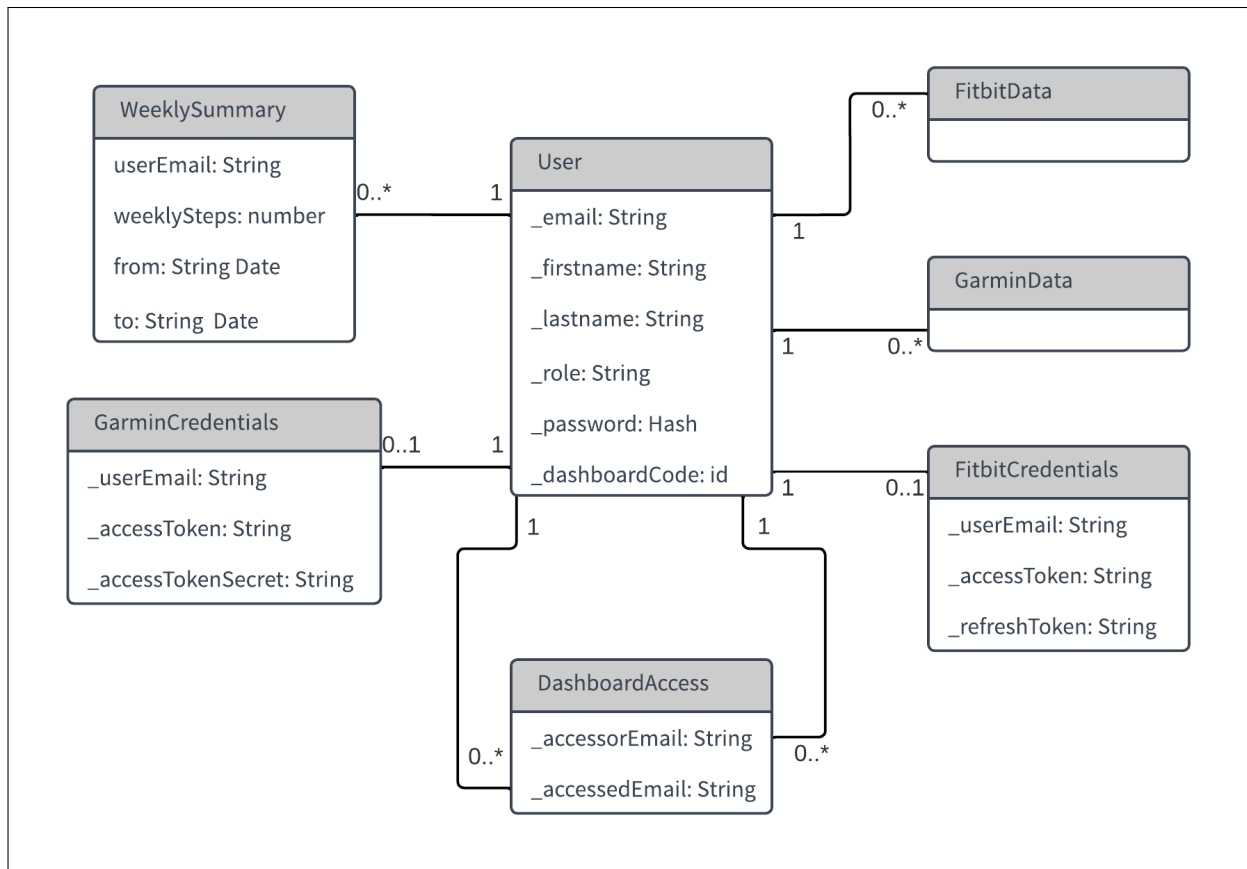 WeeklySummary
userEmail: String
weeklySteps: number
from: String Date
to: String Date
0..*
1
User
_email: String
_firstname: String
_lastname: String
_role: String
_password: Hash
_dashboardCode: id
FitbitData
0..*
1
GarminData
1
0..*
GarminCredentials
_userEmail: String
_accessToken: String
_accessTokenSecret: String
0..1
1
FitbitCredentials
_userEmail: String
_accessToken: String
_refreshToken: String
1
0..1
1
1
DashboardAccess
_accessorEmail: String
_accessedEmail: String
0..*
0..*